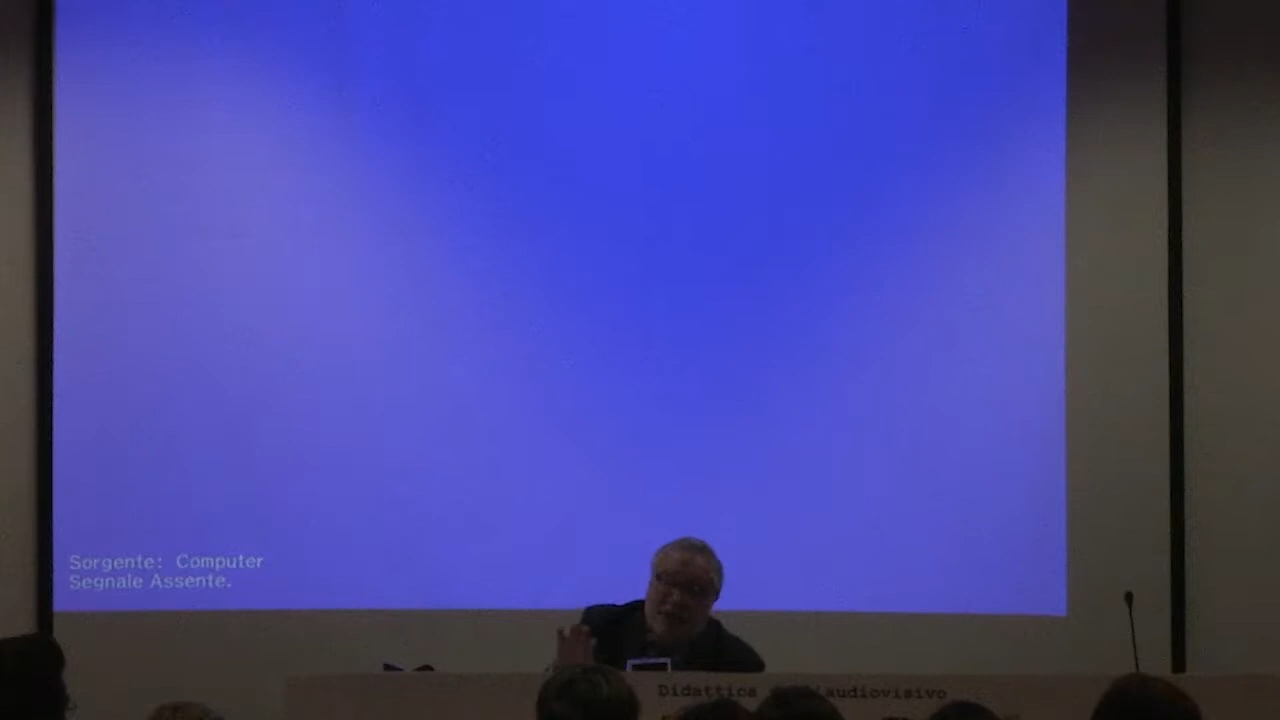 Sorgente: Computer
Segnale Assente.
Didattica audiovisivo